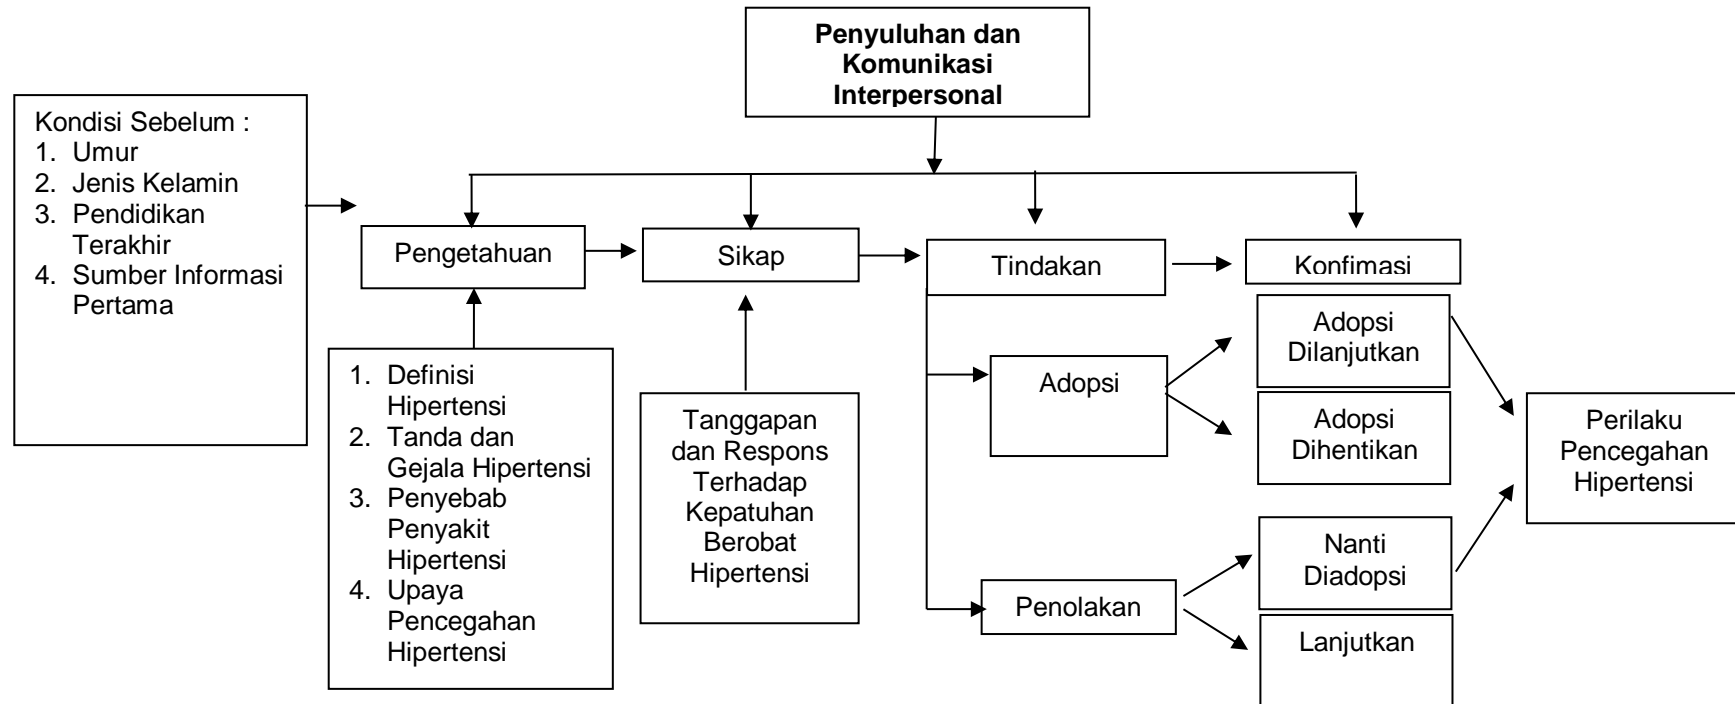 Penyuluhan dan
Komunikasi
Interpersonal
Kondisi Sebelum :
1. Umur
2. Jenis Kelamin
3. Pendidikan
Terakhir
4. Sumber Informasi
Pertama
Pengetahuan
Sikap
Tindakan
Konfimasi
1. Definisi
Hipertensi
2. Tanda dan
Gejala Hipertensi
3. Penyebab
Penyakit
Hipertensi
4. Upaya
Pencegahan
Hipertensi
Tanggapan
dan Respons
Terhadap
Kepatuhan
Berobat
Hipertensi
Adopsi
Penolakan
Adopsi
Dilanjutkan
Adopsi
Dihentikan
Nanti
Diadopsi
Lanjutkan
Perilaku
Pencegahan
Hipertensi